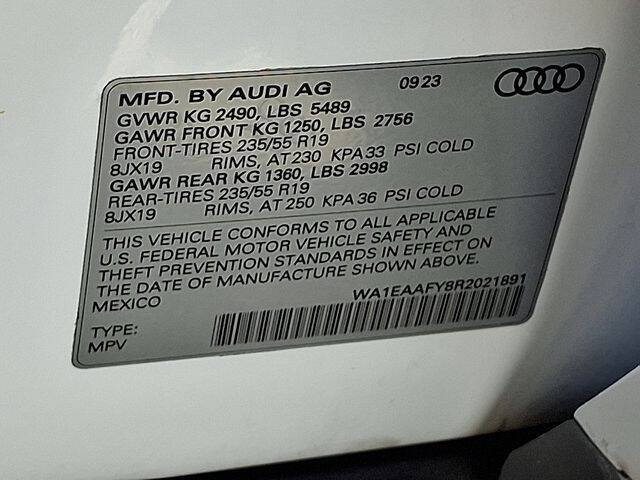 MFD. BY AUDI AG 0923
GVWR KG 2490, LBS 5489
GAWR FRONT KG 1250, LBS 2756
FRONT-TIRES 235/55 R19
8JX19 RIMS, AT 230 KPA 33 PSI COLD
GAWR REAR KG 1360, LBS 2998
REAR-TIRES 235/55 R19
8JX19 RIMS, AT 250 KPA 36 PSI COLD
THIS VEHICLE CONFORMS TO ALL APPLICABLE
U.S. FEDERAL MOTOR VEHICLE SAFETY AND
THEFT PREVENTION STANDARDS IN EFFECT ON
THE DATE OF MANUFACTURE SHOWN ABOVE.
MEXICO
WA1EAAFY8R2021891
TYPE:
MPV